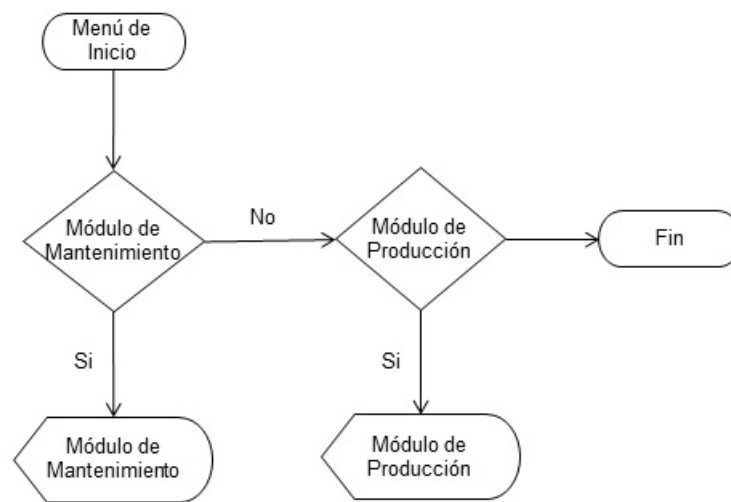 Menú de
Inicio
Módulo de
Mantenimiento
No
Módulo de
Producción
Fin
Si
Si
Módulo de
Mantenimiento
Módulo de
Producción